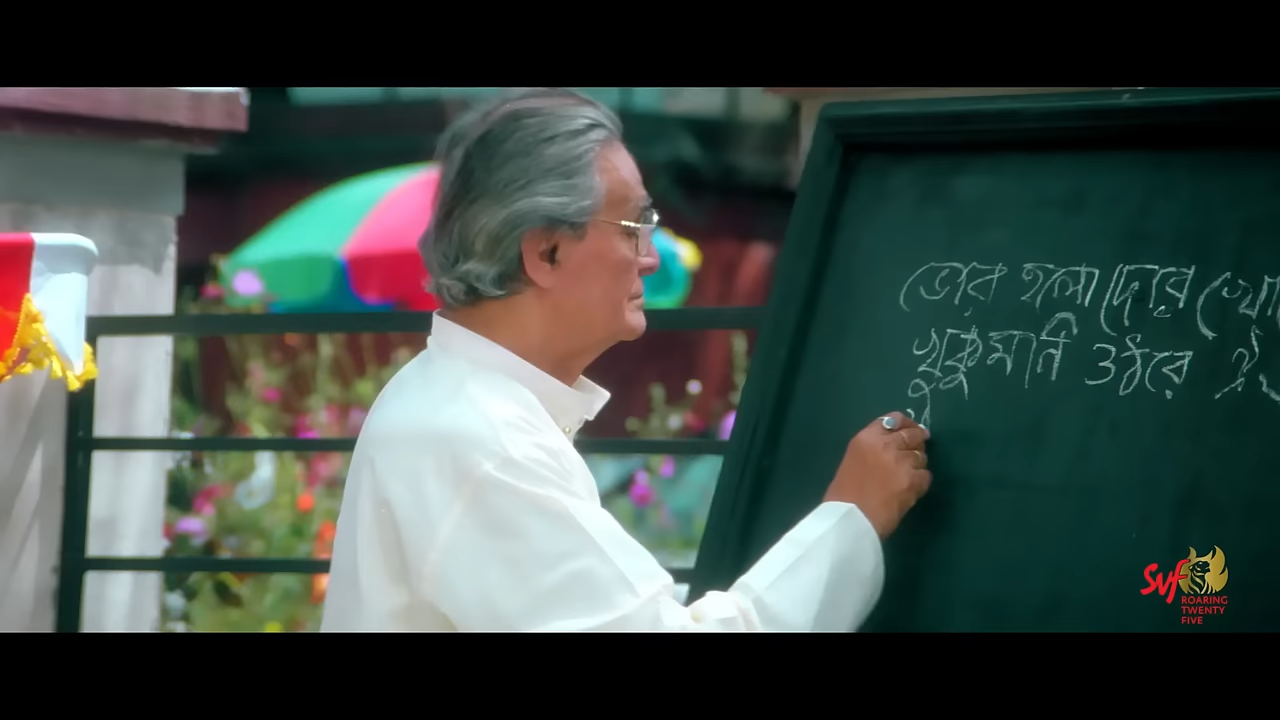 ভোর হলো দোর খো
খুকুমনি ওঠরে
SVF
ROARING
TWENTY
FIVE